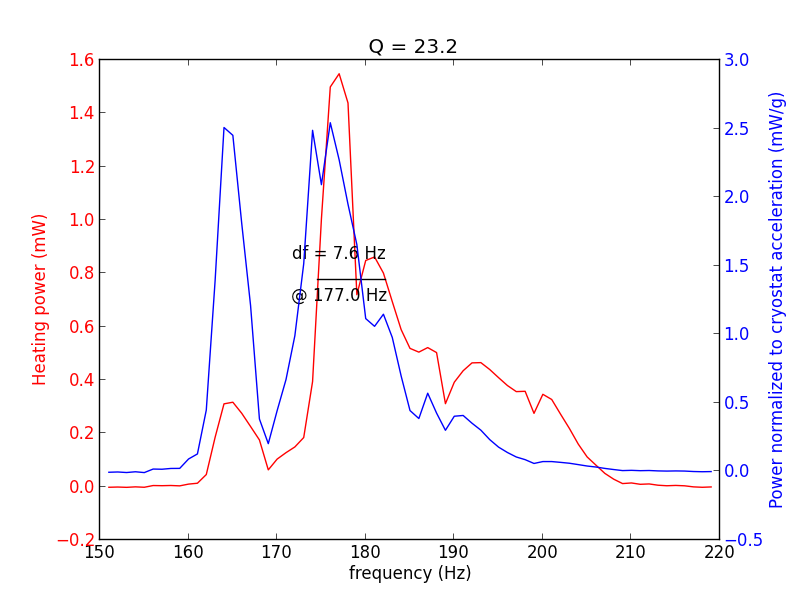 Q = 23.2
1.6
1.4
1.2
1.0
0.8
0.6
0.4
0.2
0.0
−0.2
Heating power (mW)
df = 7.6 Hz
@ 177.0 Hz
3.0
2.5
2.0
1.5
1.0
0.5
0.0
−0.5
Power normalized to cryostat acceleration (mW/g)
150 160 170 180 190 200 210 220
frequency (Hz)